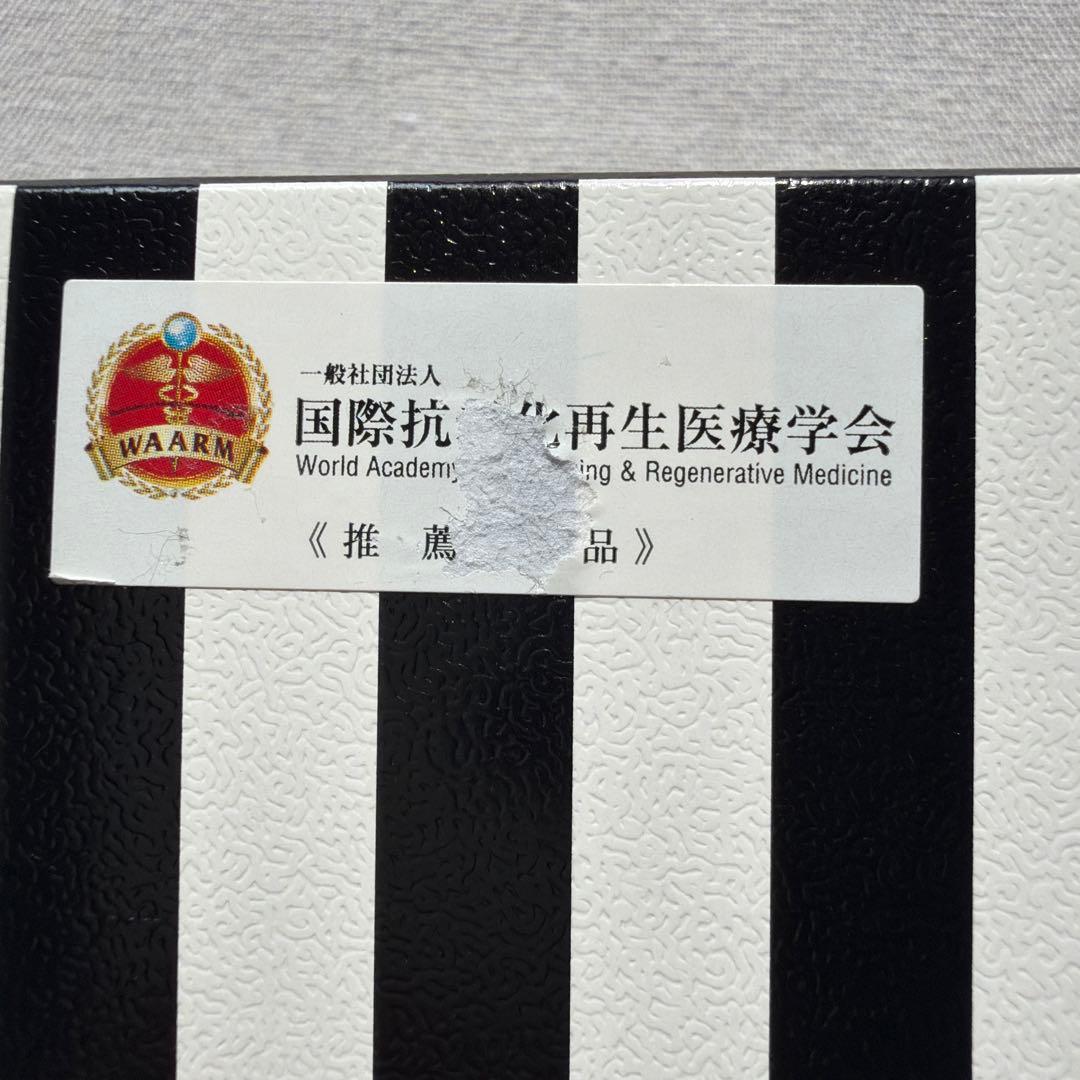 WAARM
一般社団法人
国際抗 化再生医療学会
World Academy & Regenerative Medicine
《推薦 品》